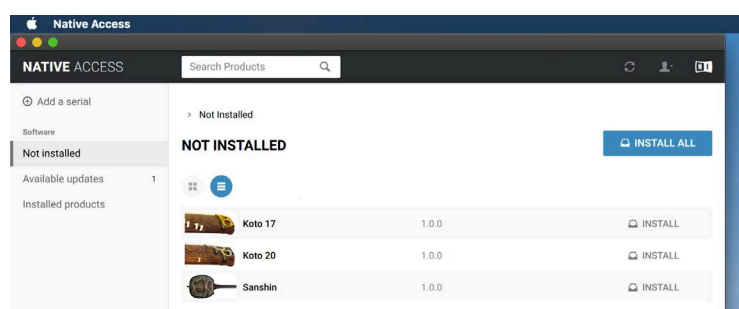 Native Access
NATIVE ACCESS
Search Products
Add a serial
Software
Not installed
Available updates 1
Installed products
> Not Installed
NOT INSTALLED
INSTALL ALL
Koto 17 1.0.0 INSTALL
Koto 20 1.0.0 INSTALL
Sanshin 1.0.0 INSTALL